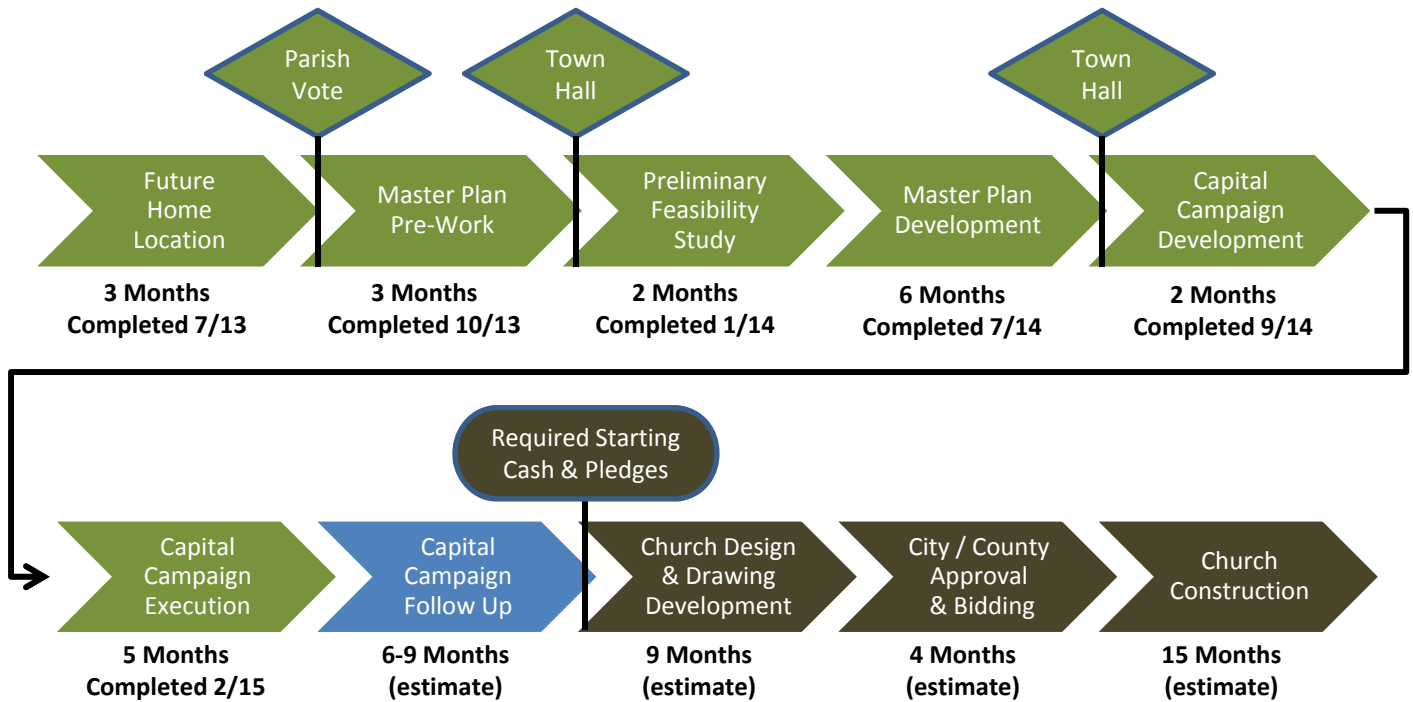 Parish
Vote
Town
Hall
Town
Hall
Future
Home
Location
Master Plan
Pre-Work
Preliminary
Feasibility
Study
Master Plan
Development
Capital
Campaign
Development
3 Months
Completed 7/13
3 Months
Completed 10/13
2 Months
Completed 1/14
6 Months
Completed 7/14
2 Months
Completed 9/14
Required Starting
Cash & Pledges
Capital
Campaign
Execution
Capital
Campaign
Follow Up
Church Design
& Drawing
Development
City / County
Approval
& Bidding
Church
Construction
5 Months
Completed 2/15
6-9 Months
(estimate)
9 Months
(estimate)
4 Months
(estimate)
15 Months
(estimate)